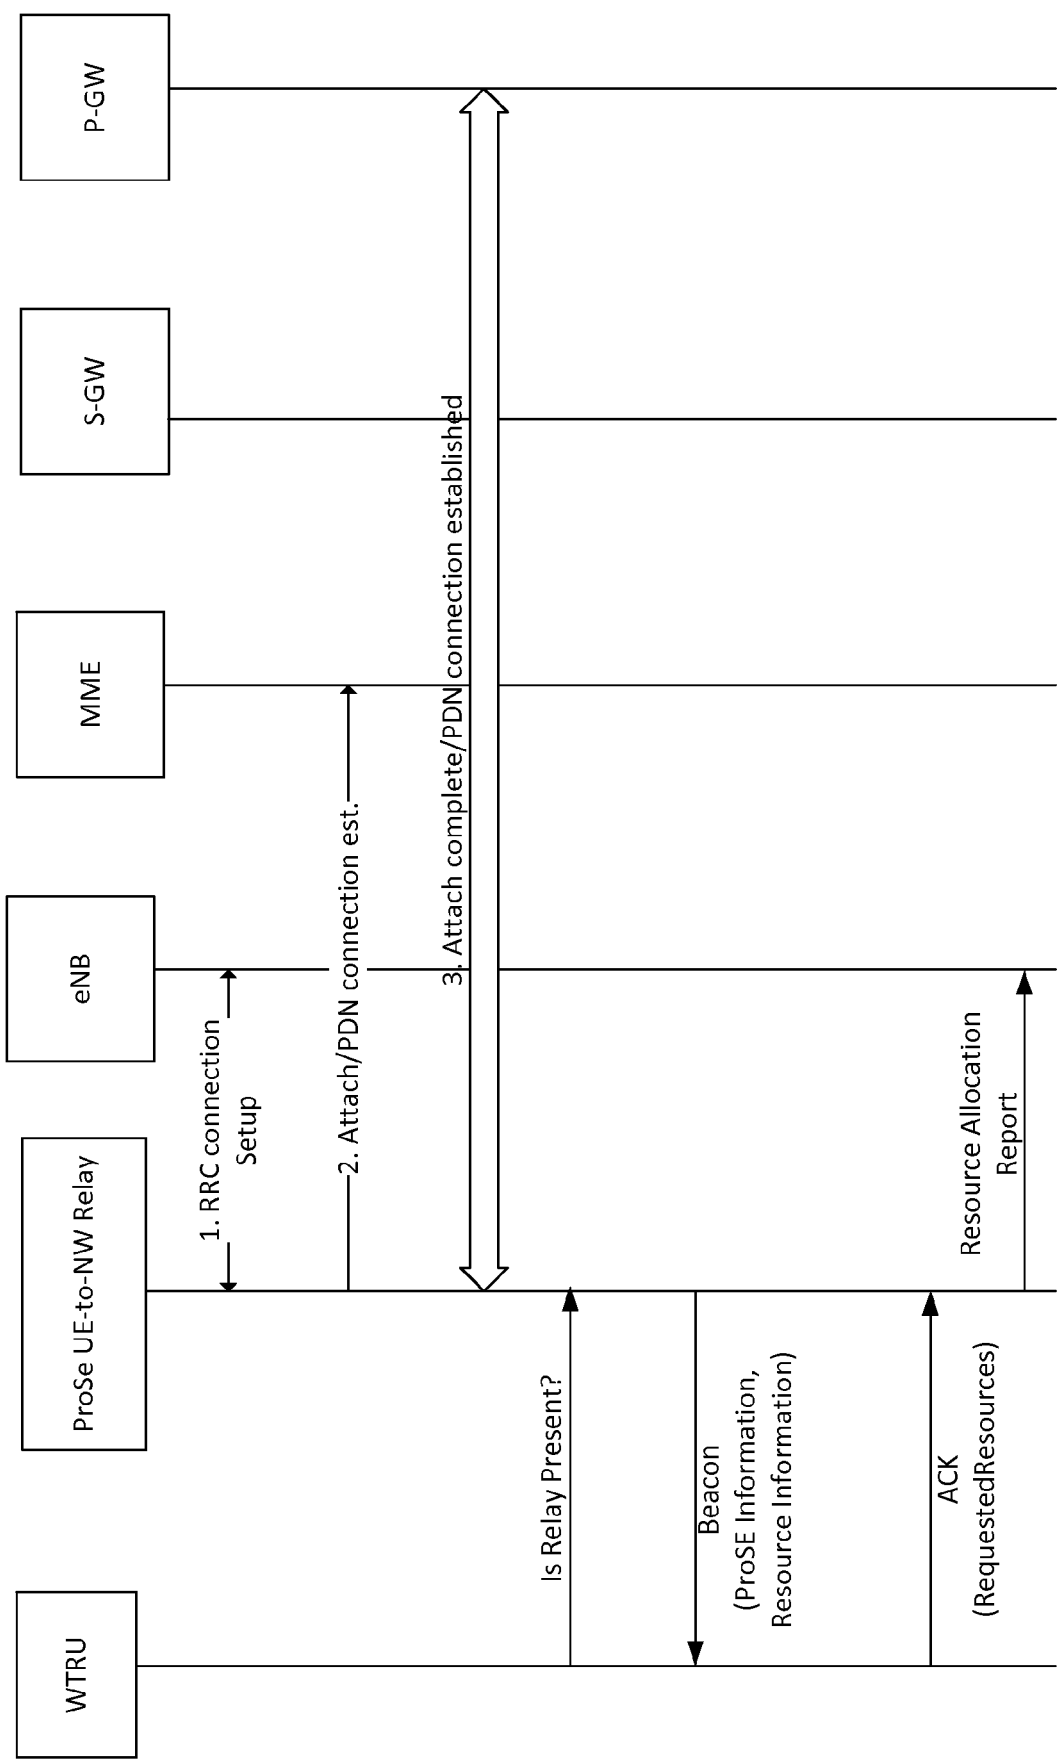 WTRU
ProSe UE-to-NW Relay
eNB
MME
S-GW
P-GW
1. RRC connection
Setup
2. Attach/PDN connection est.
3. Attach complete/PDN connection established
Is Relay Present?
Beacon
(ProSE Information,
Resource Information)
ACK
(RequestedResources)
Resource Allocation
Report